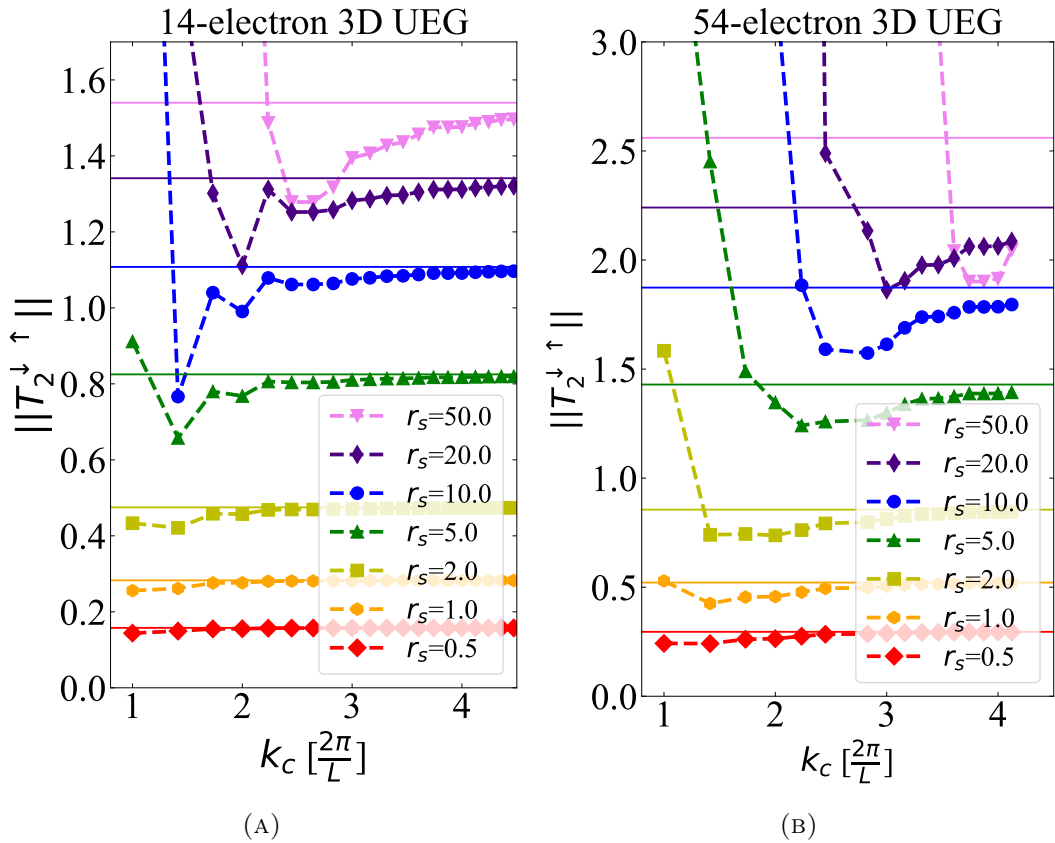 14-electron 3D UEG
||T₂^↓↑||
1.6
1.4
1.2
1.0
0.8
0.6
0.4
0.2
0.0
r_s=50.0
r_s=20.0
r_s=10.0
r_s=5.0
r_s=2.0
r_s=1.0
r_s=0.5
1 2 3 4
k_c [2π/L]
(A)
54-electron 3D UEG
||T₂^↓↑||
3.0
2.5
2.0
1.5
1.0
0.5
0.0
r_s=50.0
r_s=20.0
r_s=10.0
r_s=5.0
r_s=2.0
r_s=1.0
r_s=0.5
1 2 3 4
k_c [2π/L]
(B)